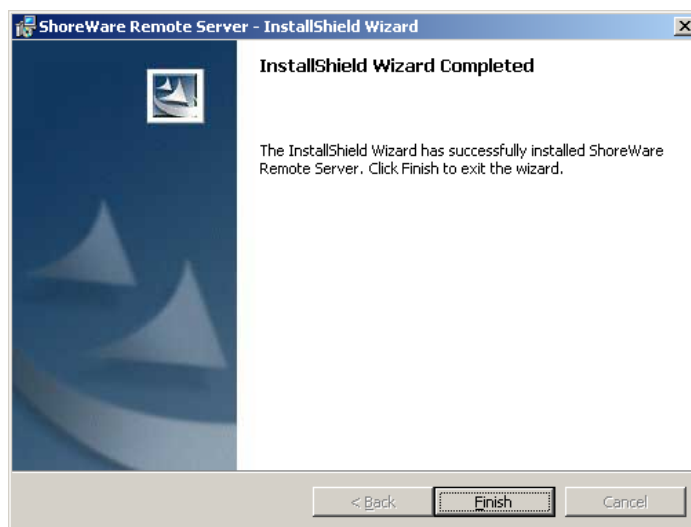 ShoreWare Remote Server - InstallShield Wizard
InstallShield Wizard Completed
The InstallShield Wizard has successfully installed ShoreWare
Remote Server. Click Finish to exit the wizard.
< Back Finish Cancel